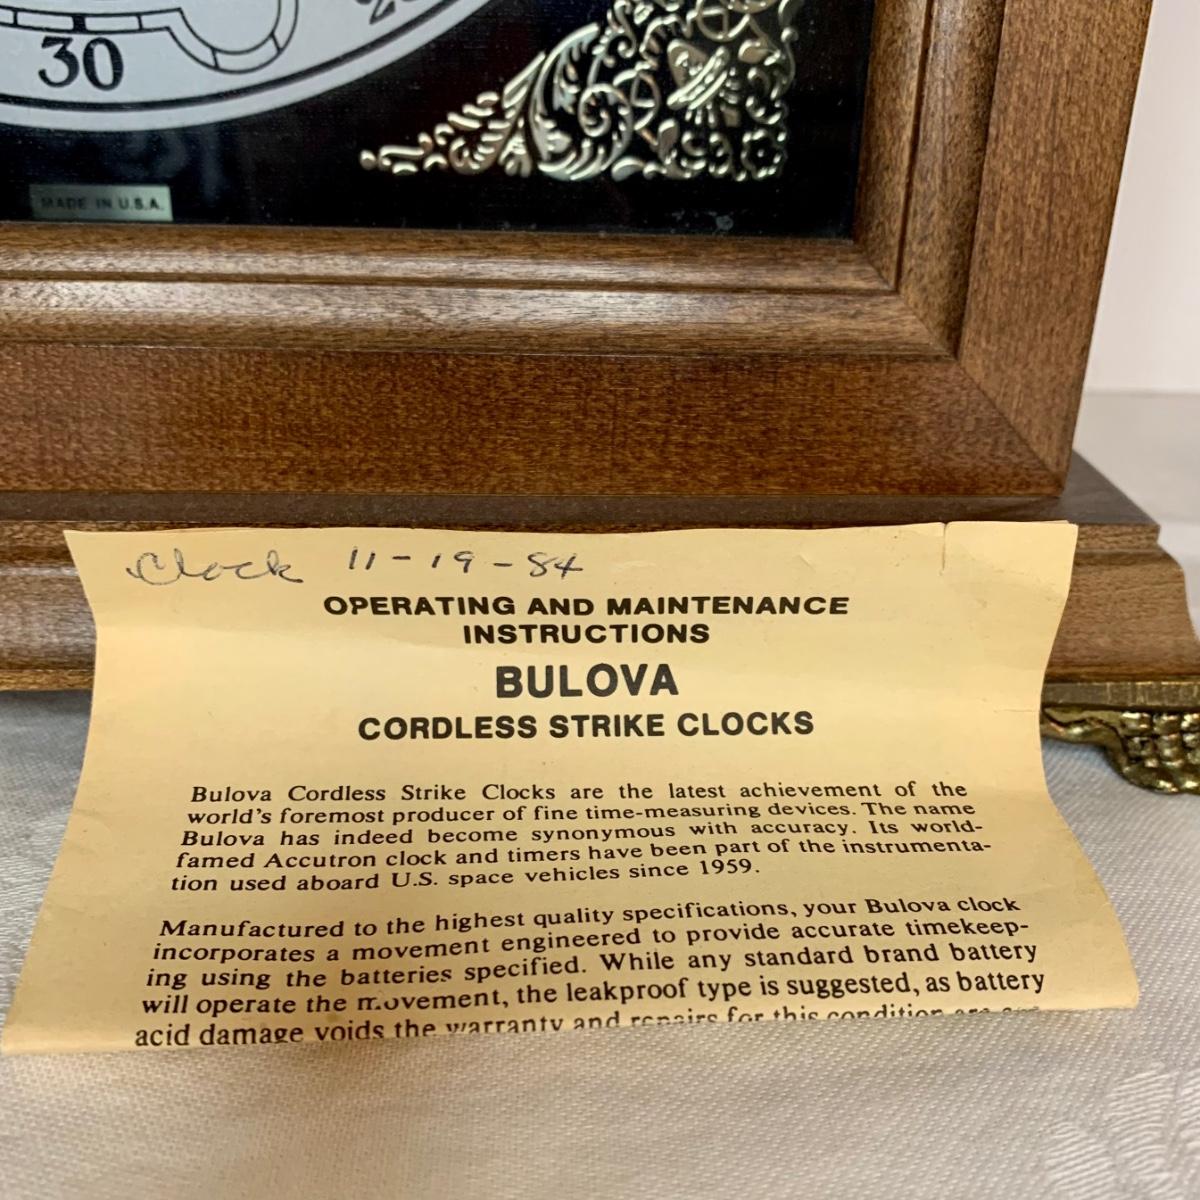 30
MADE IN U.S.A.
Clock 11-19-84
OPERATING AND MAINTENANCE
INSTRUCTIONS
BULOVA
CORDLESS STRIKE CLOCKS
Bulova Cordless Strike Clocks are the latest achievement of the
world's foremost producer of fine time-measuring devices. The name
Bulova has indeed become synonymous with accuracy. Its world-
famed Accutron clock and timers have been part of the instrumenta-
tion used aboard U.S. space vehicles since 1959.
Manufactured to the highest quality specifications, your Bulova clock
incorporates a movement engineered to provide accurate timekeep-
ing using the batteries specified. While any standard brand battery
will operate the movement, the leakproof type is suggested, as battery
acid damage voids the warranty and repairs for this condition are